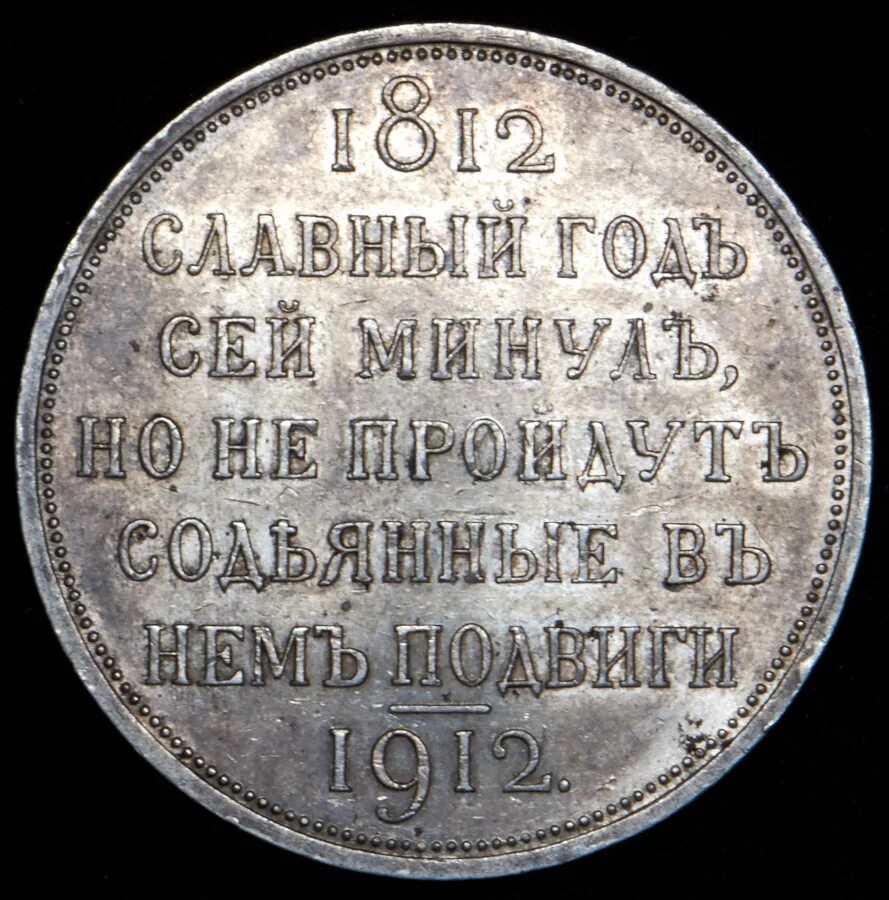 1812
СЛАВНЫЙ ГОДЪ
СЕЙ МИНУЛЪ,
НО НЕ ПРОЙДУТЪ
СОДѢЯННЫЕ ВЪ
НЕМЪ ПОДВИГИ
1912.